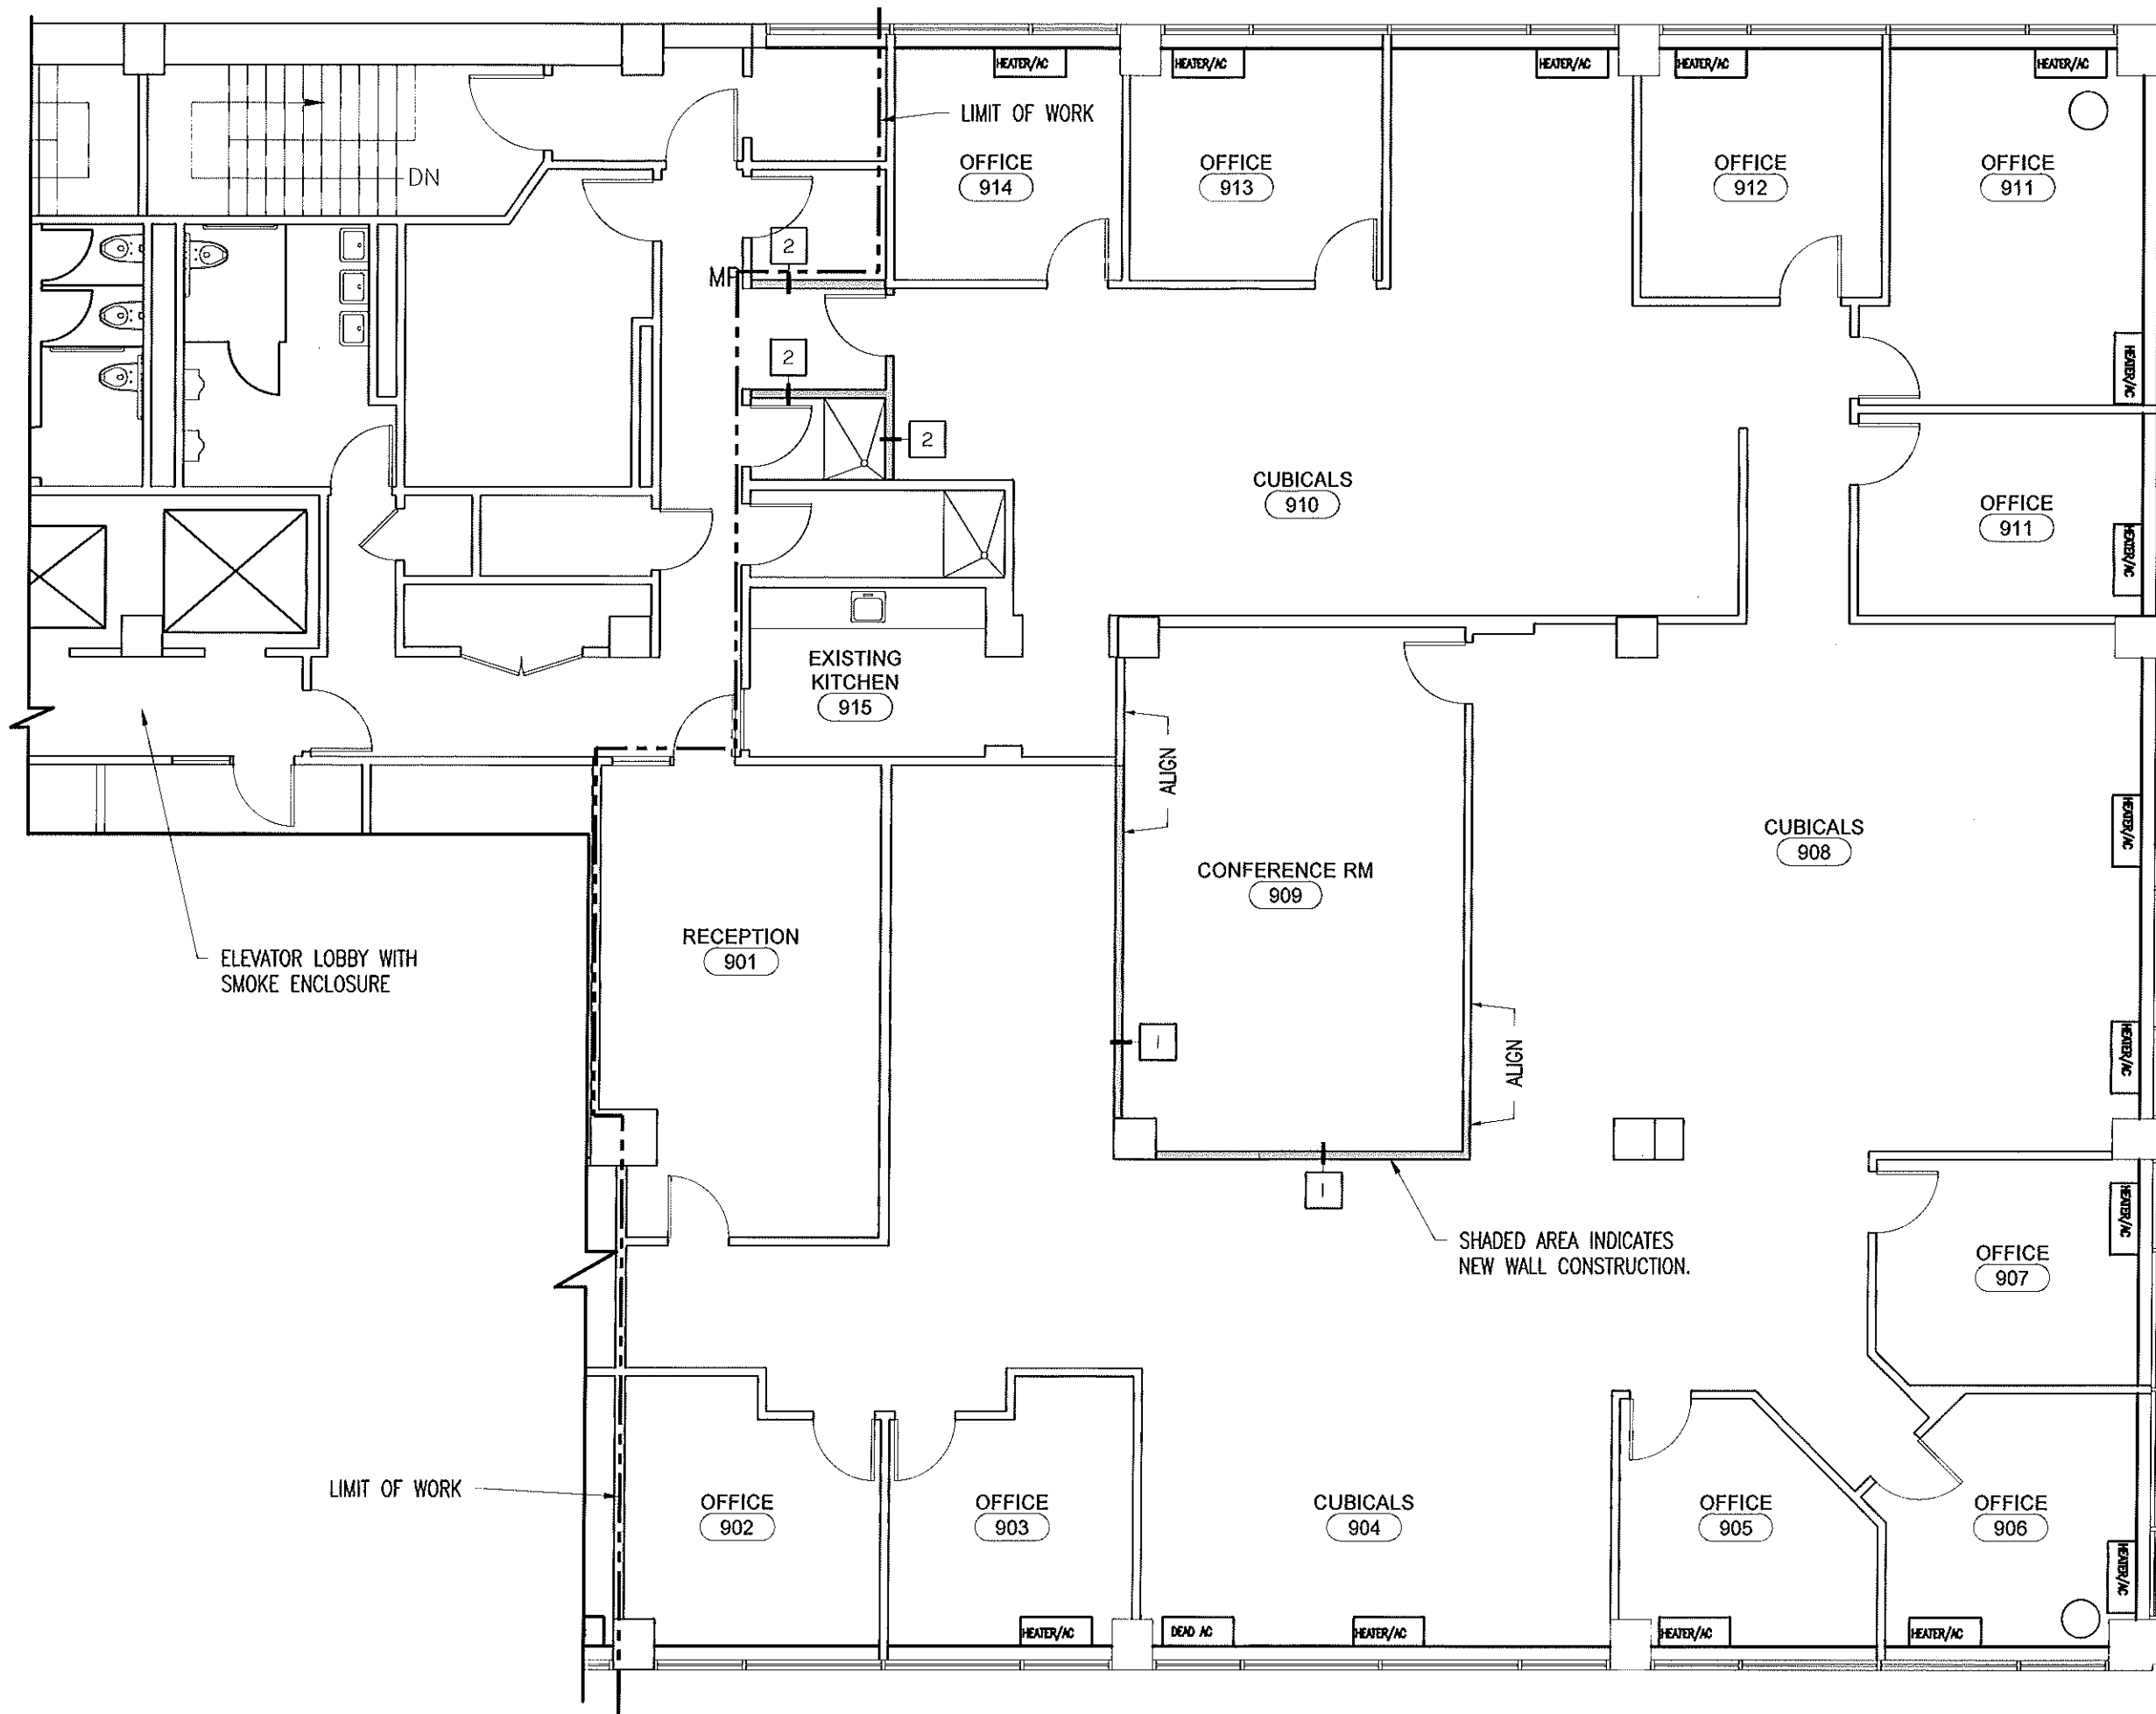 HEATER/AC
HEATER/AC
HEATER/AC
HEATER/AC
HEATER/AC
LIMIT OF WORK
OFFICE
914
OFFICE
913
OFFICE
912
OFFICE
911
DN
2
2
2
HEATER/AC
CUBICALS
910
OFFICE
911
HEATER/AC
EXISTING
KITCHEN
915
ALIGN
CONFERENCE RM
909
CUBICALS
908
HEATER/AC
RECEPTION
901
ELEVATOR LOBBY WITH
SMOKE ENCLOSURE
1
ALIGN
HEATER/AC
1
SHADED AREA INDICATES
NEW WALL CONSTRUCTION.
HEATER/AC
OFFICE
907
LIMIT OF WORK
OFFICE
902
OFFICE
903
CUBICALS
904
OFFICE
905
OFFICE
906
HEATER/AC
HEATER/AC
DEAD AC
HEATER/AC
HEATER/AC
HEATER/AC